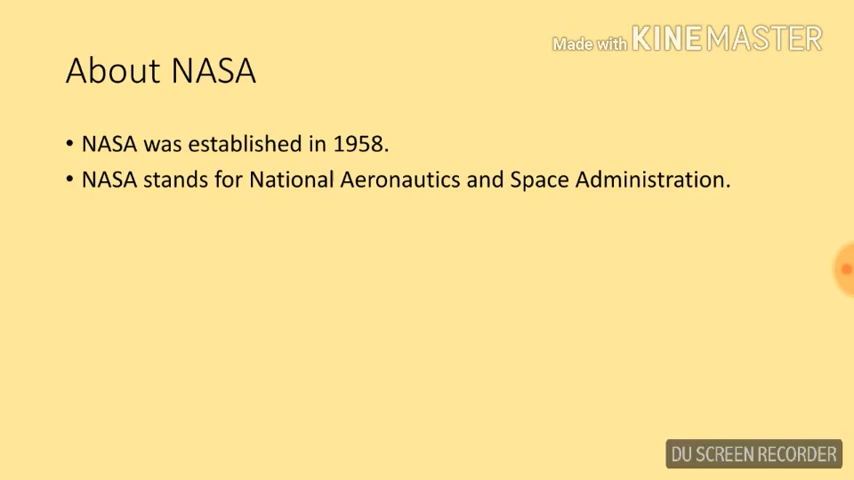 Made with KINEMASTER
About NASA
• NASA was established in 1958.
• NASA stands for National Aeronautics and Space Administration.
DU SCREEN RECORDER